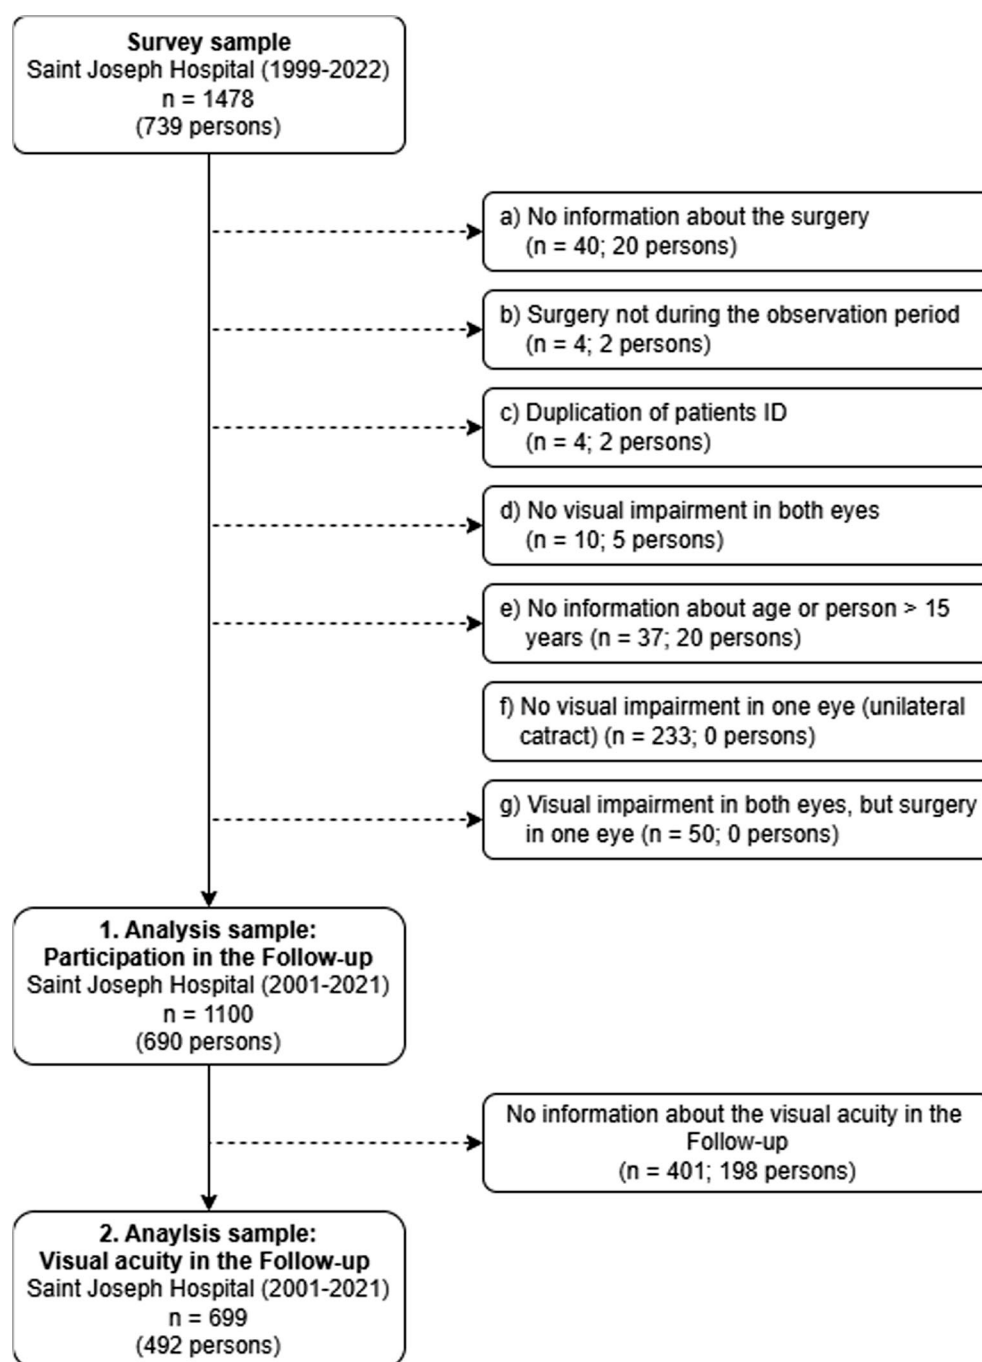 Survey sample
Saint Joseph Hospital (1999-2022)
n = 1478
(739 persons)
a) No information about the surgery
(n = 40; 20 persons)
b) Surgery not during the observation period
(n = 4; 2 persons)
c) Duplication of patients ID
(n = 4; 2 persons)
d) No visual impairment in both eyes
(n = 10; 5 persons)
e) No information about age or person > 15
years (n = 37; 20 persons)
f) No visual impairment in one eye (unilateral
catract) (n = 233; 0 persons)
g) Visual impairment in both eyes, but surgery
in one eye (n = 50; 0 persons)
1. Analysis sample:
Participation in the Follow-up
Saint Joseph Hospital (2001-2021)
n = 1100
(690 persons)
No information about the visual acuity in the
Follow-up
(n = 401; 198 persons)
2. Anaylsis sample:
Visual acuity in the Follow-up
Saint Joseph Hospital (2001-2021)
n = 699
(492 persons)